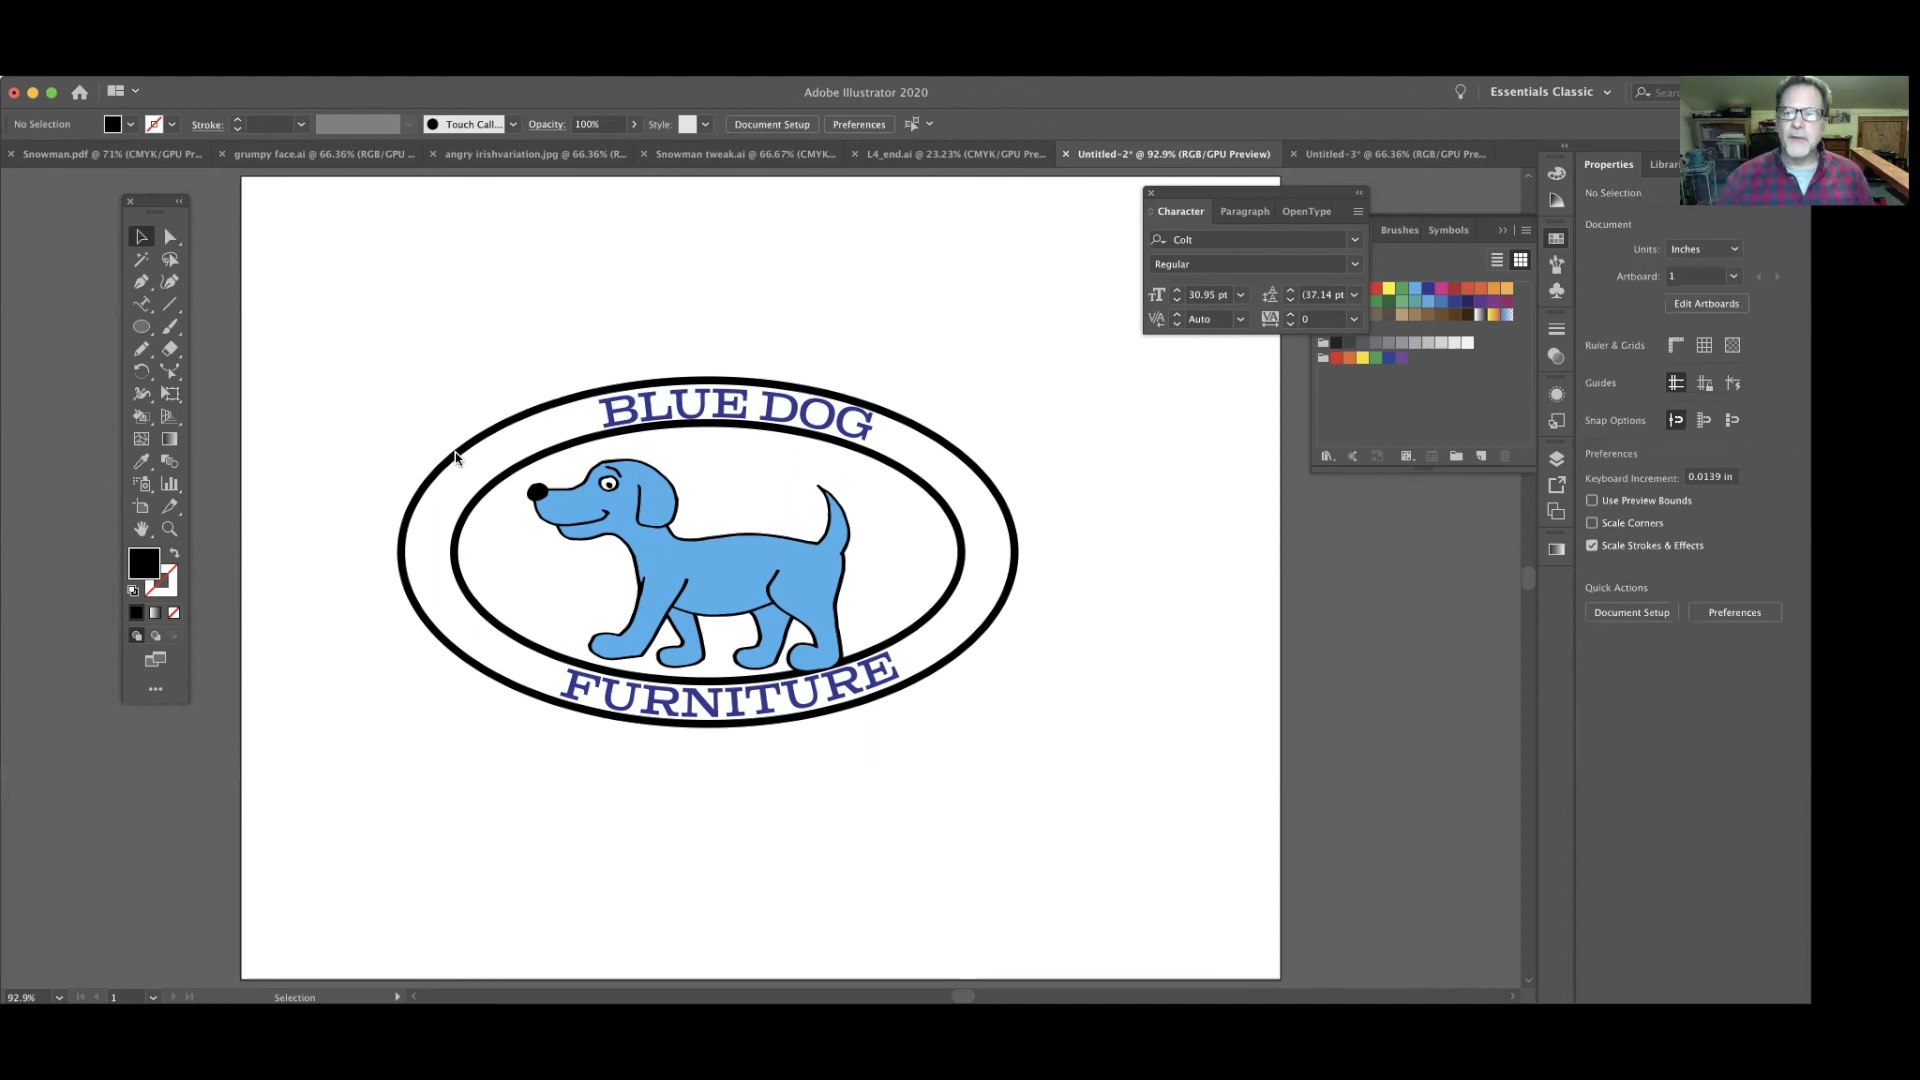 Adobe Illustrator 2020
Essentials Classic
No Selection
Stroke:
Touch Call...
Opacity: 100%
Style:
Document Setup
Preferences
Snowman.pdf @ 71% (CMYK/GPU Pr...
grumpy face.ai @ 66.36% (RGB/GPU ...
angry irishvariation.jpg @ 66.36% (R...
Snowman tweak.ai @ 66.67% (CMYK...
L4_end.ai @ 23.23% (CMYK/GPU Pre...
Untitled-2* @ 92.9% (RGB/GPU Preview)
Untitled-3* @ 66.36% (RGB/GPU Pre...
Character
Paragraph
OpenType
Colt
Regular
30.95 pt
(37.14 pt
Auto
0
Brushes
Symbols
BLUE DOG
FURNITURE
Properties
No Selection
Document
Units: Inches
Artboard: 1
Edit Artboards
Ruler & Grids
Guides
Snap Options
Preferences
Keyboard Increment: 0.0139 in
Use Preview Bounds
Scale Corners
Scale Strokes & Effects
Quick Actions
Document Setup
Preferences
92.9%
1
Selection